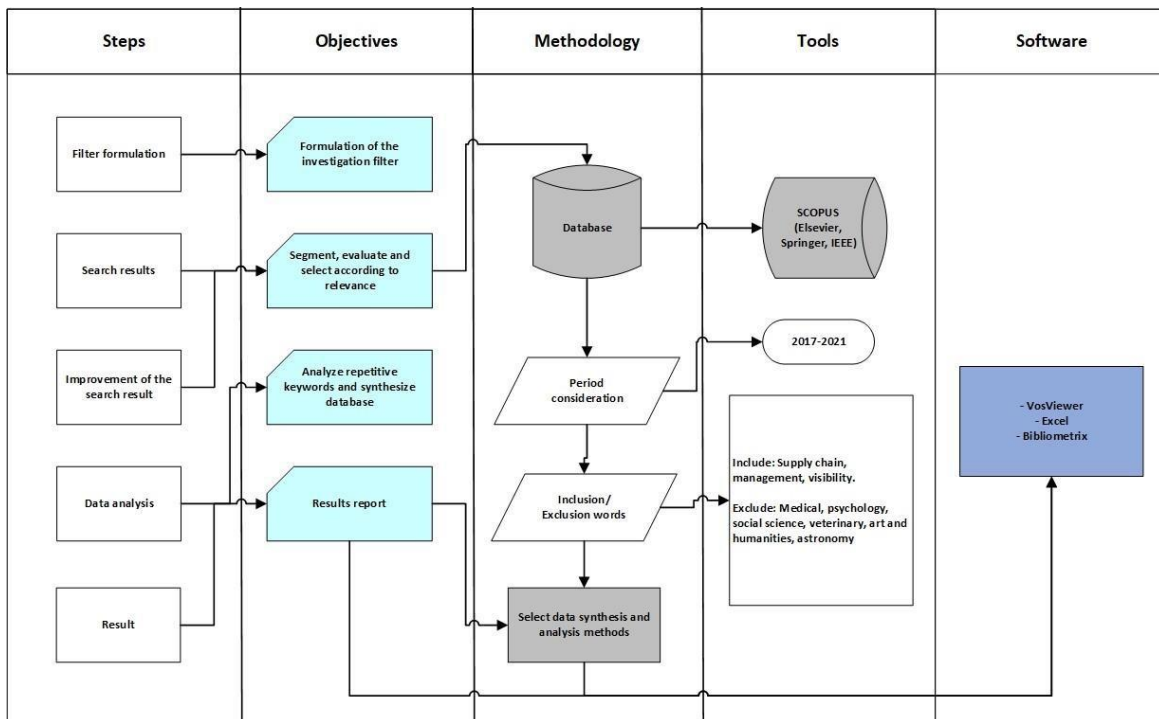 Steps
Objectives
Methodology
Tools
Software
Filter formulation
Search results
Improvement of the
search result
Data analysis
Result
Formulation of the
investigation filter
Segment, evaluate and
select according to
relevance
Analyze repetitive
keywords and synthesize
database
Results report
Database
Period
consideration
Inclusion/
Exclusion words
Select data synthesis and
analysis methods
SCOPUS
(Elsevier,
Springer, IEEE)
2017-2021
Include: Supply chain,
management, visibility.
Exclude: Medical, psychology,
social science, veterinary, art and
humanities, astronomy
- VosViewer
- Excel
- Bibliometrix